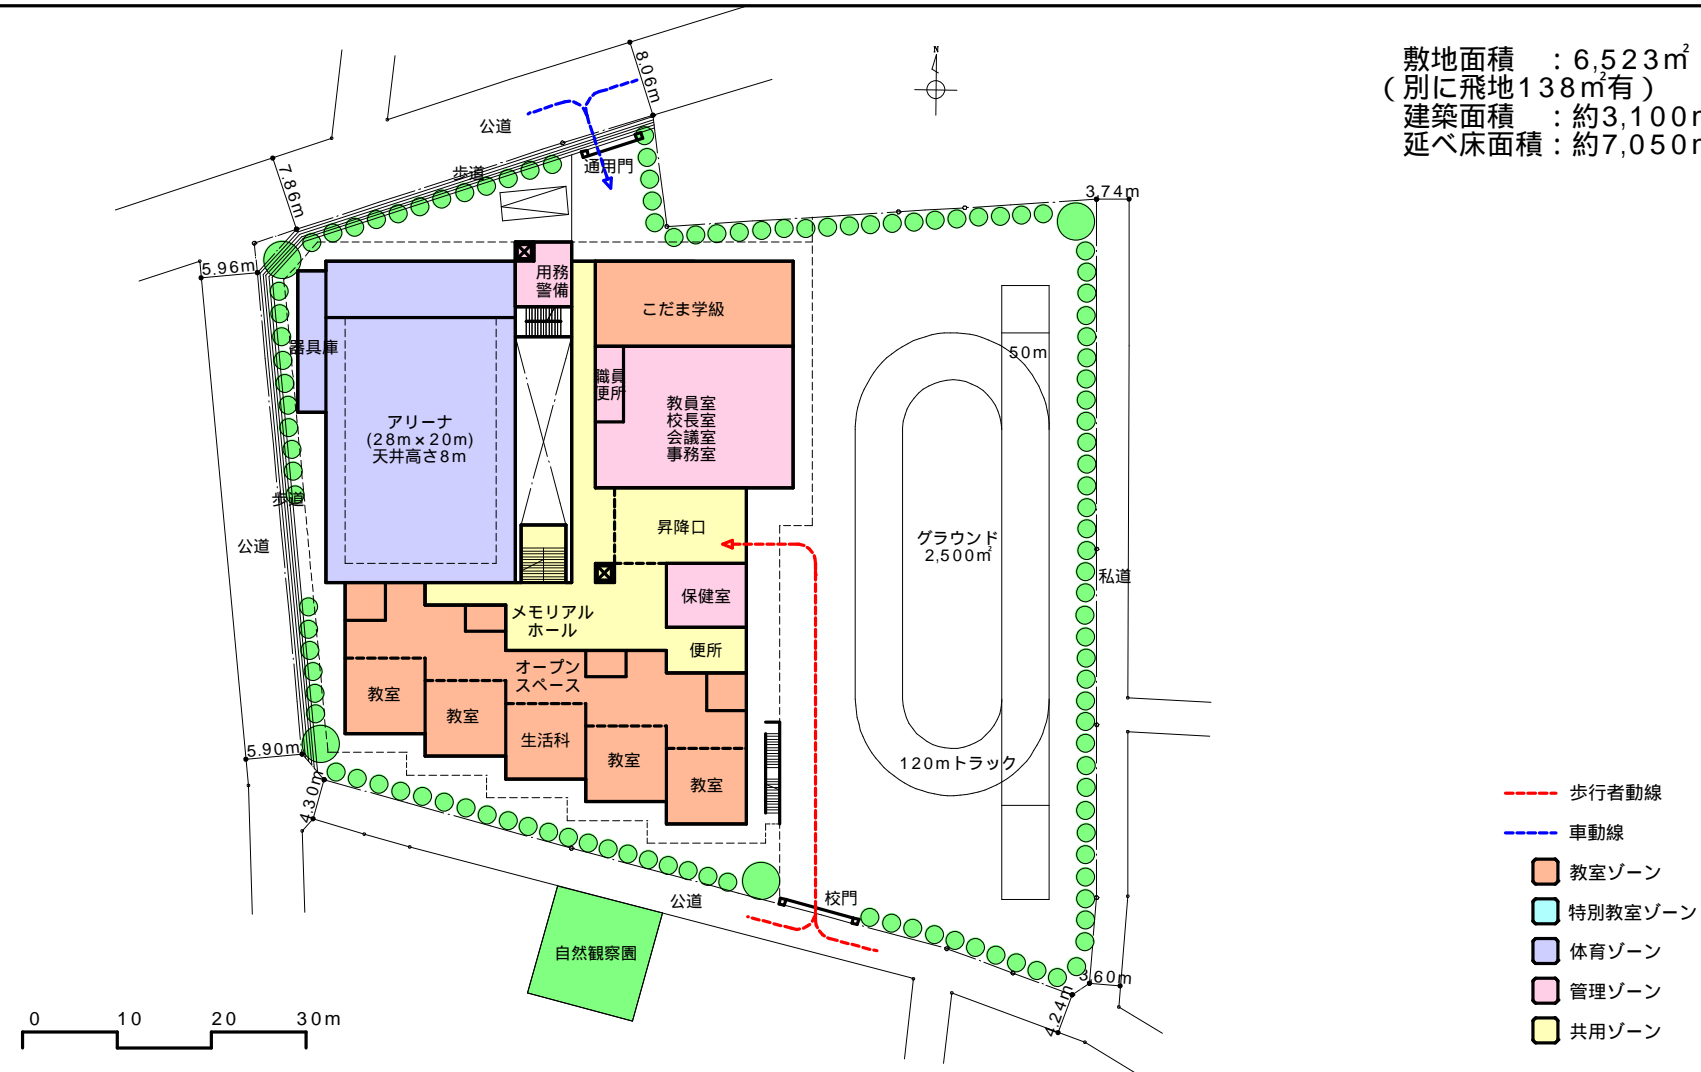 敷地面積 : 6,523㎡
(別に飛地138㎡有)
建築面積 : 約3,100m
延べ床面積 : 約7,050m
N
8.06m
公道
通用門
歩道
7.86m
3.74m
5.96m
用務
警備
こだま学級
器具庫
50m
職員
便所
教員室
校長室
会議室
事務室
アリーナ
(28m×20m)
天井高さ8m
歩道
公道
昇降口
グラウンド
2,500㎡
私道
保健室
メモリアル
ホール
便所
オープン
スペース
教室
教室
生活科
教室
教室
5.90m
4.30m
120mトラック
校門
公道
自然観察園
3.60m
4.24m
0 10 20 30m
歩行者動線
車動線
教室ゾーン
特別教室ゾーン
体育ゾーン
管理ゾーン
共用ゾーン